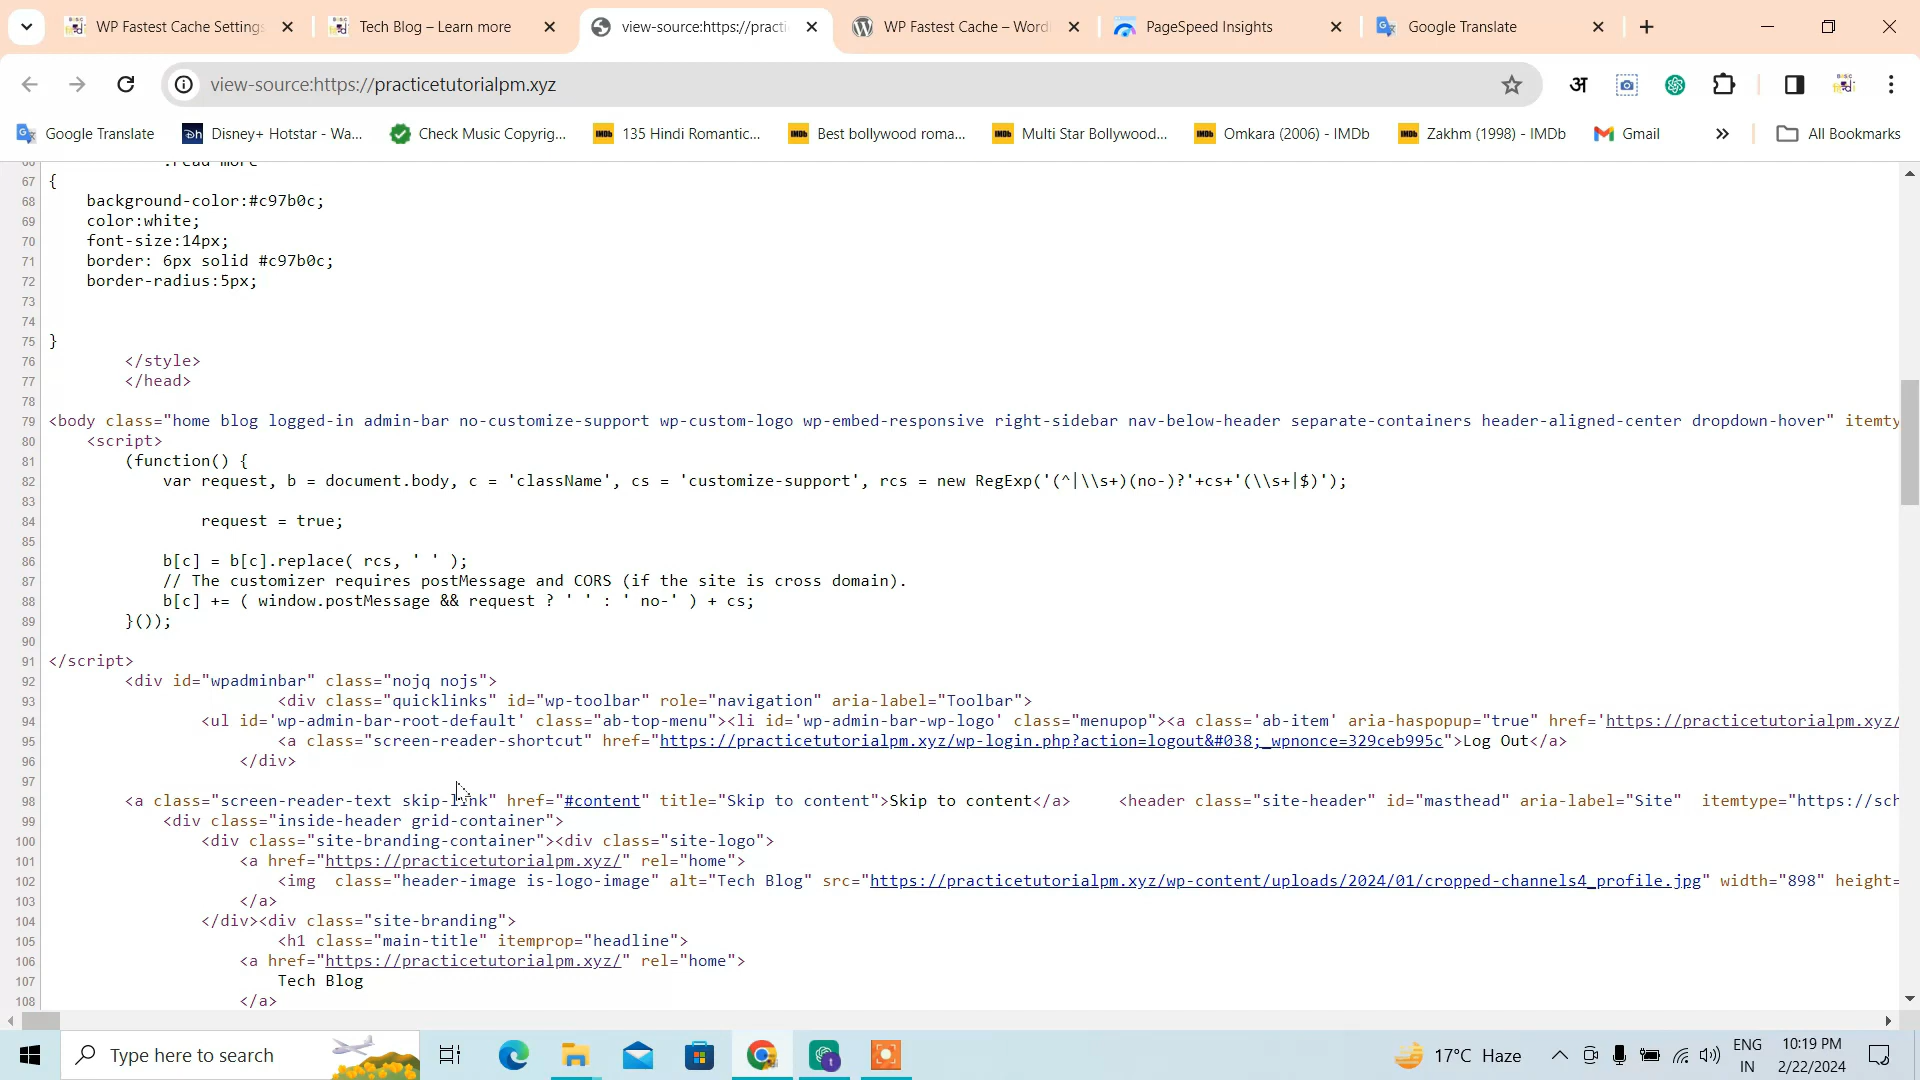 WP Fastest Cache Settings
Tech Blog – Learn more
view-source:https://practi
WP Fastest Cache – Word
PageSpeed Insights
Google Translate
view-source:https://practicetutorialpm.xyz
अ
Google Translate
Disney+ Hotstar - Wa...
Check Music Copyrig...
135 Hindi Romantic...
Best bollywood roma...
Multi Star Bollywood...
Omkara (2006) - IMDb
Zakhm (1998) - IMDb
Gmail
All Bookmarks
66 .read more
67 {
68 background-color:#c97b0c;
69 color:white;
70 font-size:14px;
71 border: 6px solid #c97b0c;
72 border-radius:5px;
73
74
75 }
76 </style>
77 </head>
78
79 <body class="home blog logged-in admin-bar no-customize-support wp-custom-logo wp-embed-responsive right-sidebar nav-below-header separate-containers header-aligned-center dropdown-hover" itemty
80 <script>
81 (function() {
82 var request, b = document.body, c = 'className', cs = 'customize-support', rcs = new RegExp('(^|\\s+)(no-)?'+cs+'(\\s+|$)');
83
84 request = true;
85
86 b[c] = b[c].replace( rcs, ' ' );
87 // The customizer requires postMessage and CORS (if the site is cross domain).
88 b[c] += ( window.postMessage && request ? ' ' : ' no-' ) + cs;
89 }());
90
91 </script>
92 <div id="wpadminbar" class="nojq nojs">
93 <div class="quicklinks" id="wp-toolbar" role="navigation" aria-label="Toolbar">
94 <ul id='wp-admin-bar-root-default' class="ab-top-menu"><li id='wp-admin-bar-wp-logo' class="menupop"><a class='ab-item' aria-haspopup="true" href='https://practicetutorialpm.xyz/
95 <a class="screen-reader-shortcut" href="https://practicetutorialpm.xyz/wp-login.php?action=logout&#038;_wpnonce=329ceb995c">Log Out</a>
96 </div>
97
98 <a class="screen-reader-text skip-link" href="#content" title="Skip to content">Skip to content</a> <header class="site-header" id="masthead" aria-label="Site" itemtype="https://sch
99 <div class="inside-header grid-container">
100 <div class="site-branding-container"><div class="site-logo">
101 <a href="https://practicetutorialpm.xyz/" rel="home">
102 <img class="header-image is-logo-image" alt="Tech Blog" src="https://practicetutorialpm.xyz/wp-content/uploads/2024/01/cropped-channels4_profile.jpg" width="898" height=
103 </a>
104 </div><div class="site-branding">
105 <h1 class="main-title" itemprop="headline">
106 <a href="https://practicetutorialpm.xyz/" rel="home">
107 Tech Blog
108 </a>
Type here to search
17°C Haze
ENG
IN
10:19 PM
2/22/2024